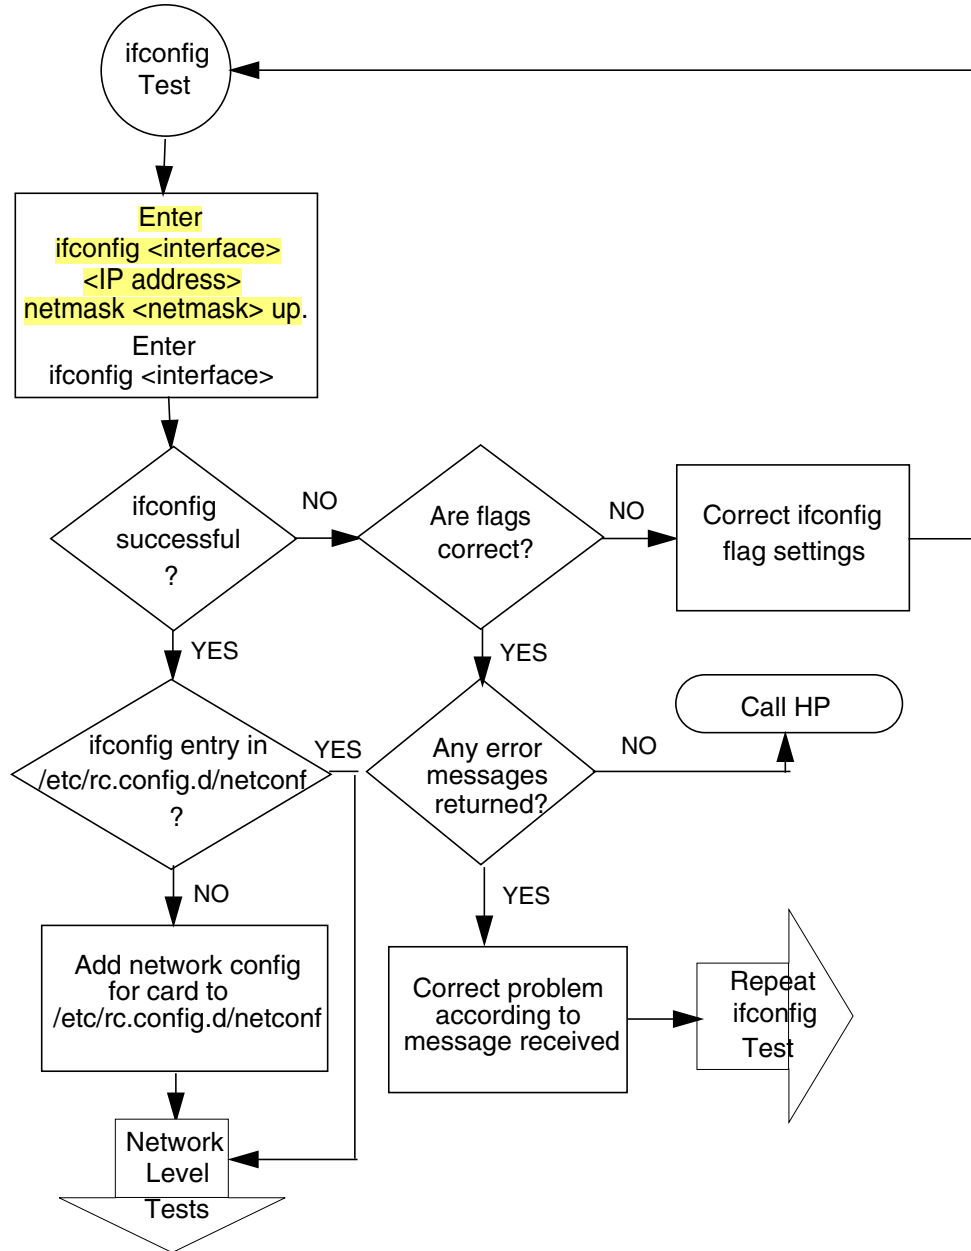 ifconfig
Test
Enter
ifconfig <interface>
<IP address>
netmask <netmask> up.
Enter
ifconfig <interface>
ifconfig
successful
?
NO
Are flags
correct?
NO
Correct ifconfig
flag settings
YES
YES
ifconfig entry in
/etc/rc.config.d/netconf
?
YES
Any error
messages
returned?
NO
Call HP
NO
YES
Add network config
for card to
/etc/rc.config.d/netconf
Correct problem
according to
message received
Repeat
ifconfig
Test
Network
Level
Tests